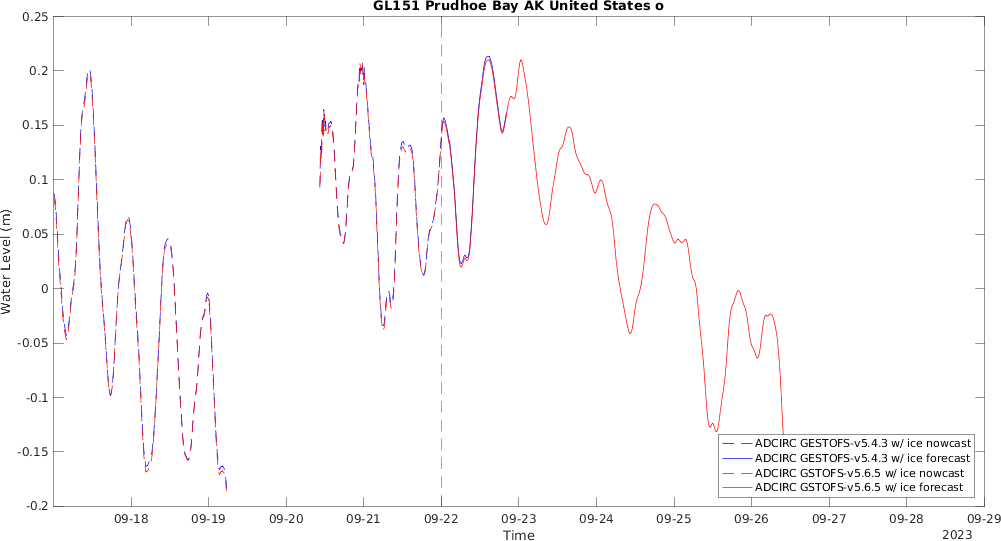 GL151 Prudhoe Bay AK United States o
0.25
0.2
0.15
0.1
0.05
0
-0.05
-0.1
-0.15
-0.2
Water Level (m)
ADCIRC GESTOFS-v5.4.3 w/ ice nowcast
ADCIRC GESTOFS-v5.4.3 w/ ice forecast
ADCIRC GSTOFS-v5.6.5 w/ ice nowcast
ADCIRC GSTOFS-v5.6.5 w/ ice forecast
09-18 09-19 09-20 09-21 09-22 09-23 09-24 09-25 09-26 09-27 09-28 09-29
Time
2023